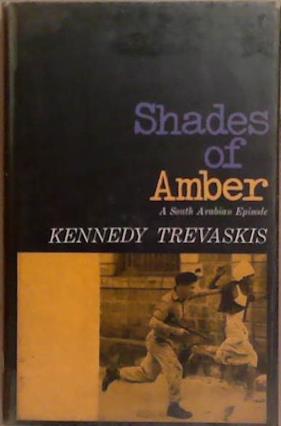 Shades
of
Amber
A South Arabian Episode
KENNEDY TREVASKIS